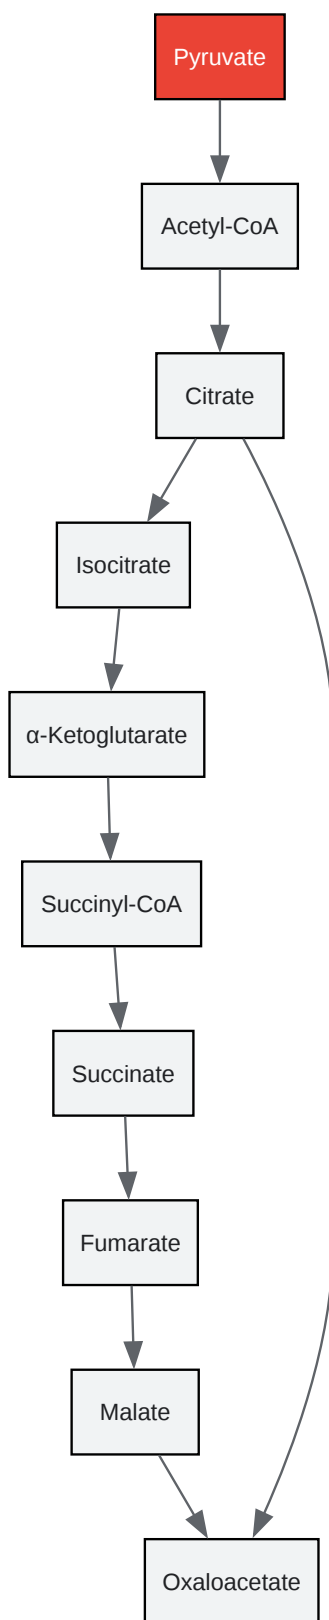 Pyruvate
Acetyl-CoA
Citrate
Isocitrate
α-Ketoglutarate
Succinyl-CoA
Succinate
Fumarate
Malate
Oxaloacetate